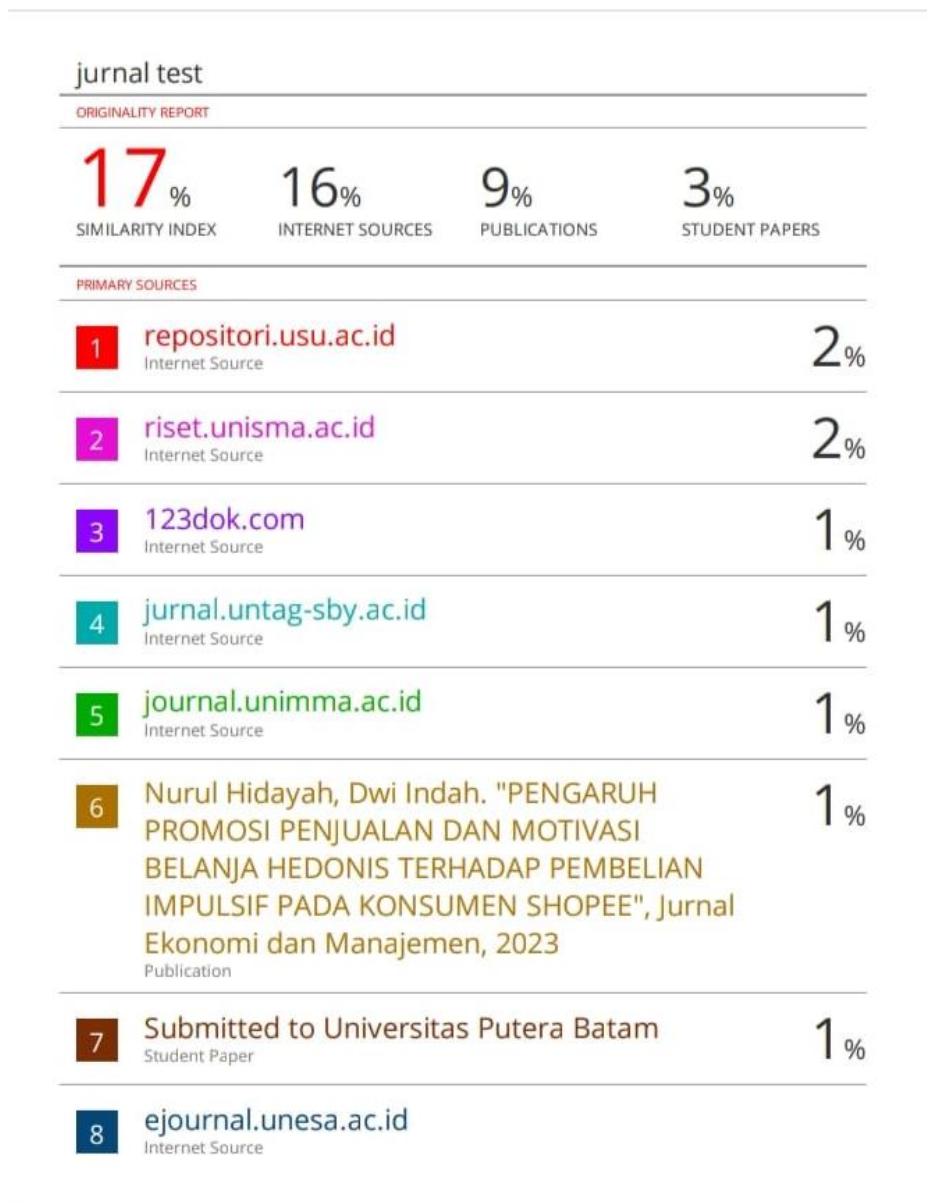 jurnal test
ORIGINALITY REPORT
17% 16% 9% 3%
SIMILARITY INDEX INTERNET SOURCES PUBLICATIONS STUDENT PAPERS
PRIMARY SOURCES
1 repositori.usu.ac.id 2%
Internet Source
2 riset.unisma.ac.id 2%
Internet Source
3 123dok.com 1%
Internet Source
4 jurnal.untag-sby.ac.id 1%
Internet Source
5 journal.unimma.ac.id 1%
Internet Source
6 Nurul Hidayah, Dwi Indah. "PENGARUH 1%
PROMOSI PENJUALAN DAN MOTIVASI
BELANJA HEDONIS TERHADAP PEMBELIAN
IMPULSIF PADA KONSUMEN SHOPEE", Jurnal
Ekonomi dan Manajemen, 2023
Publication
7 Submitted to Universitas Putera Batam 1%
Student Paper
8 ejournal.unesa.ac.id
Internet Source